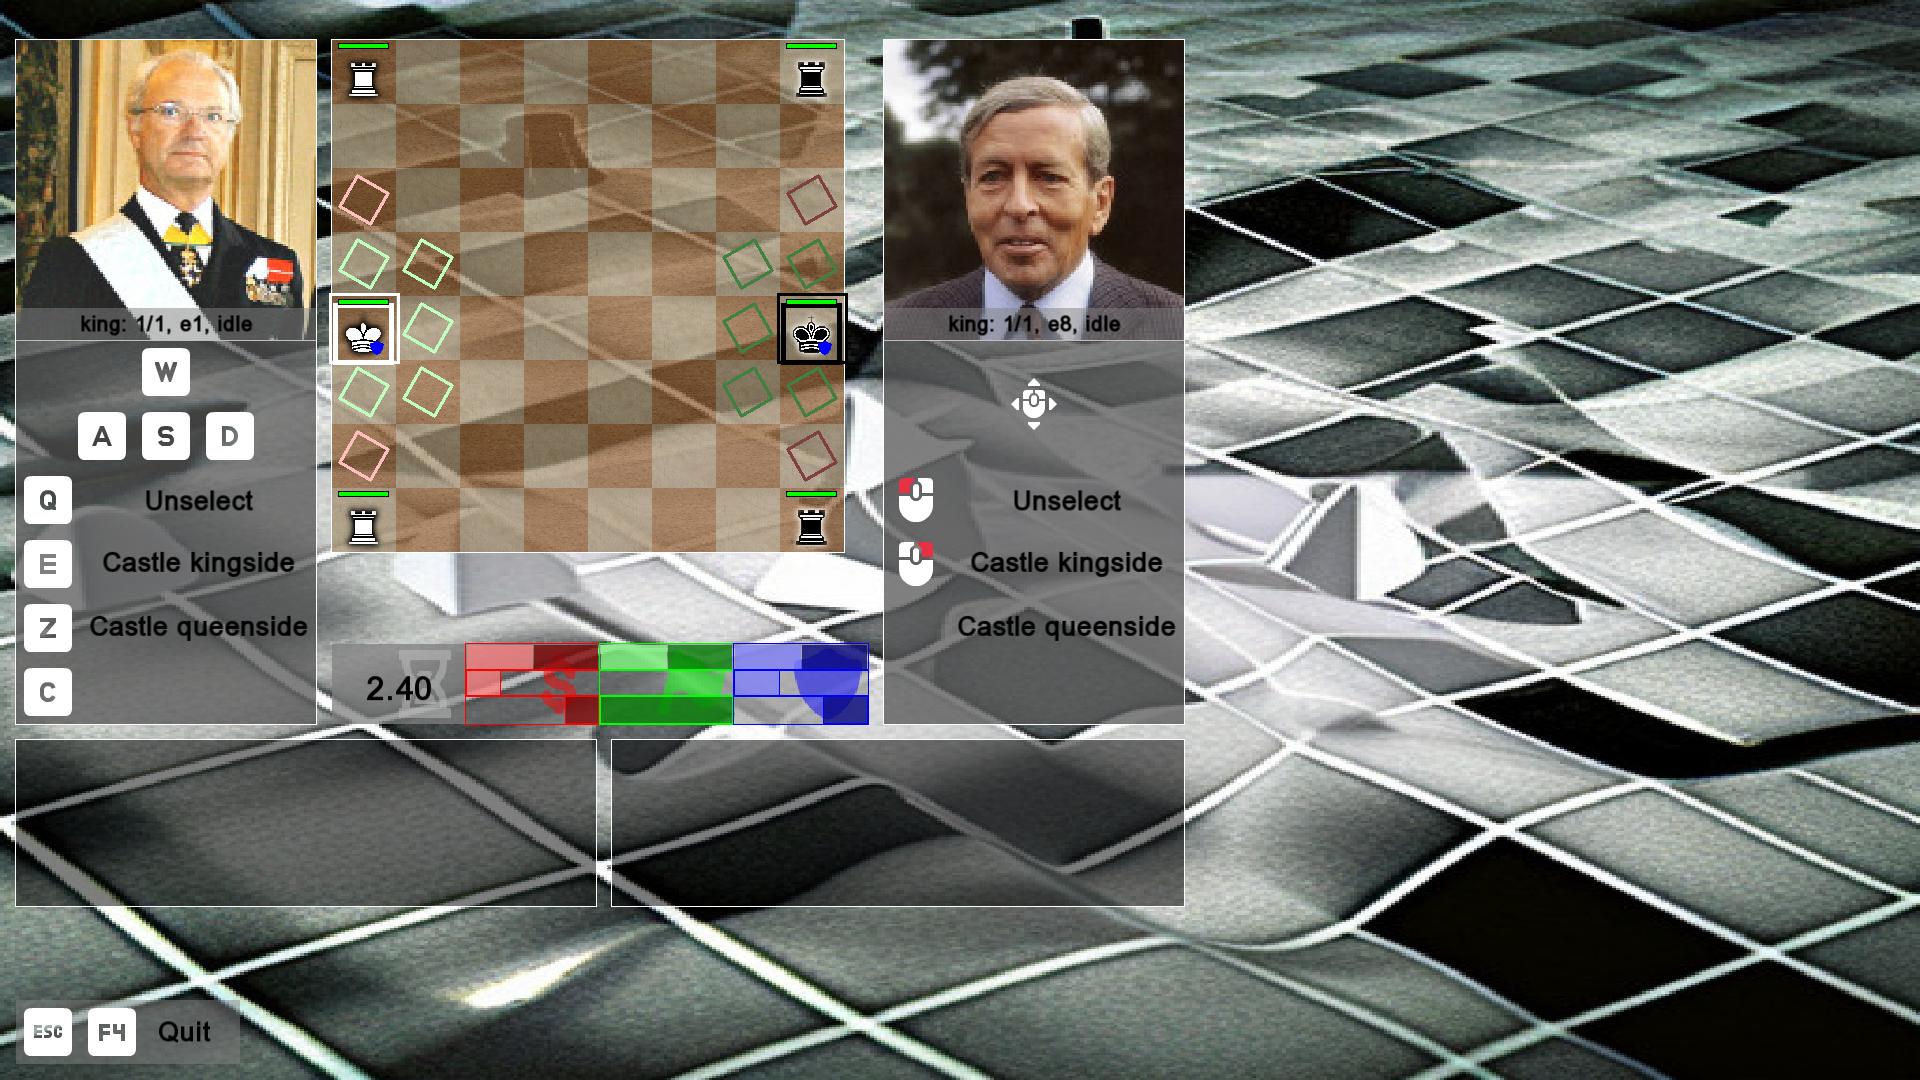 king: 1/1, e1, idle
king: 1/1, e8, idle
W
A S D
Q Unselect
Unselect
E Castle kingside
Castle kingside
Z Castle queenside
Castle queenside
C
2.40
ESC F4 Quit